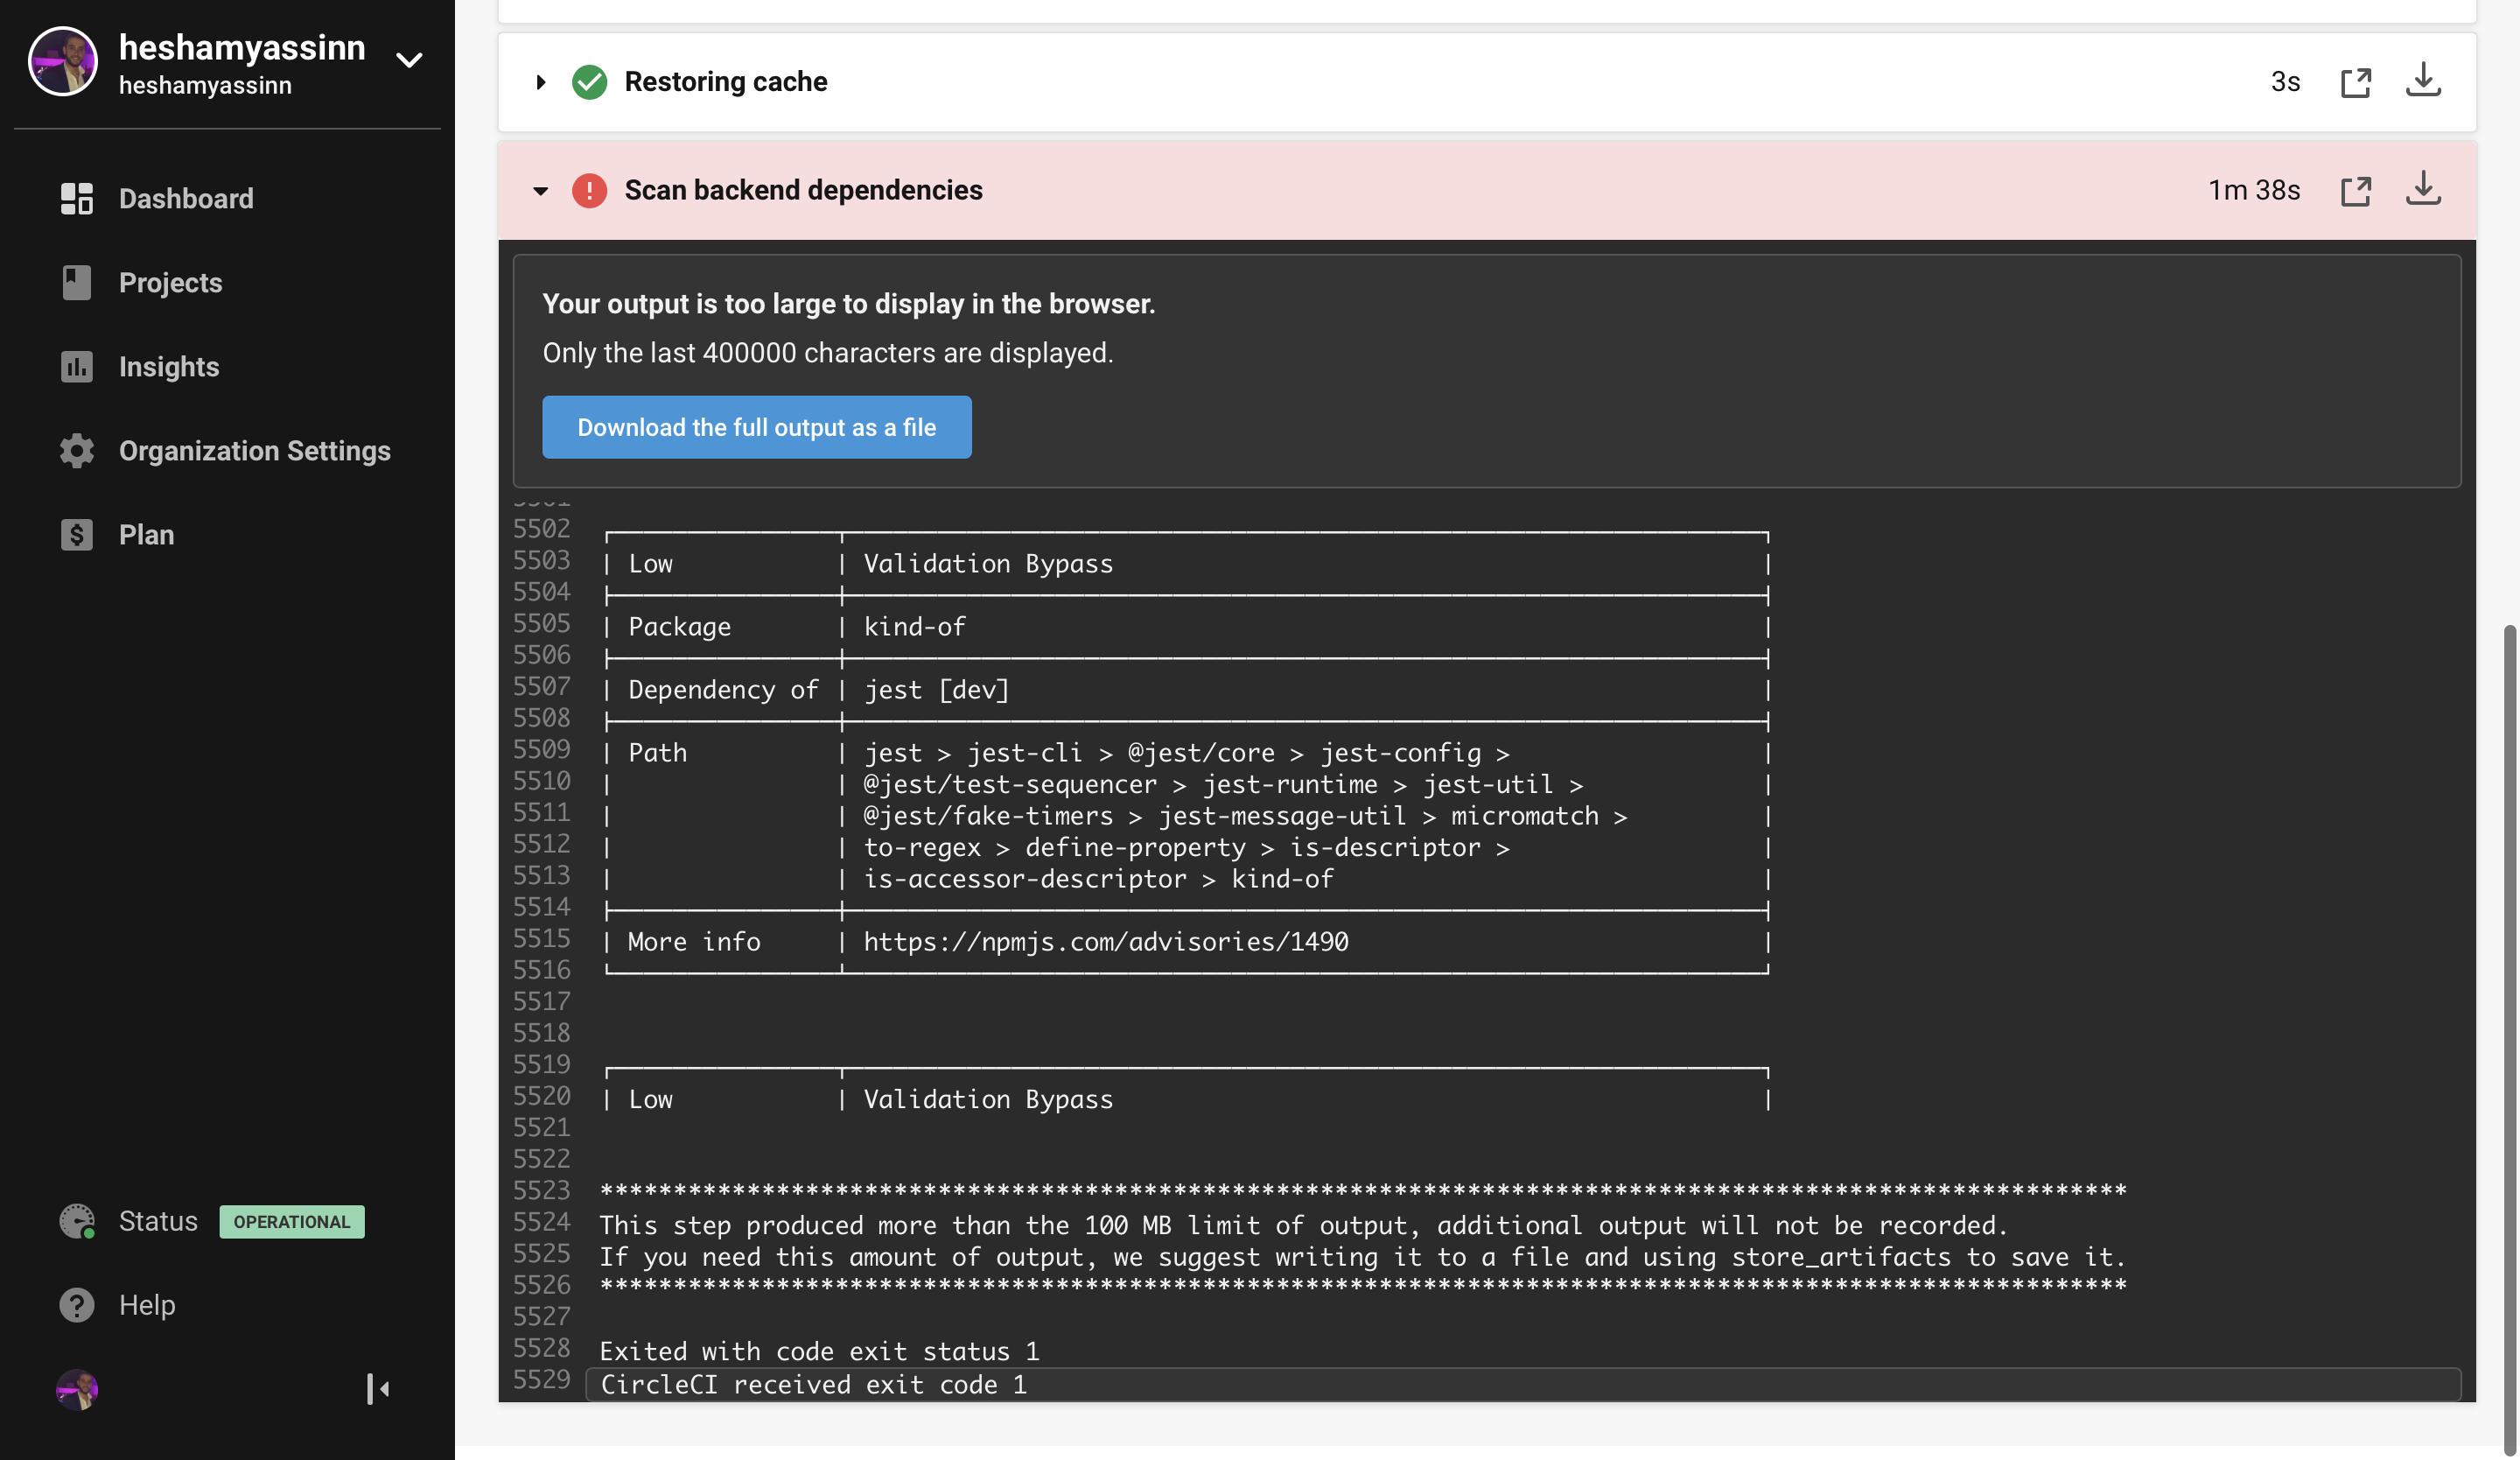 heshamyassinn
heshamyassinn
Dashboard
Projects
Insights
Organization Settings
Plan
Status OPERATIONAL
Help
Restoring cache 3s
Scan backend dependencies 1m 38s
Your output is too large to display in the browser.
Only the last 400000 characters are displayed.
Download the full output as a file
5501
5502
5503 | Low | Validation Bypass |
5504
5505 | Package | kind-of |
5506
5507 | Dependency of | jest [dev] |
5508
5509 | Path | jest > jest-cli > @jest/core > jest-config > |
5510 | | @jest/test-sequencer > jest-runtime > jest-util > |
5511 | | @jest/fake-timers > jest-message-util > micromatch > |
5512 | | to-regex > define-property > is-descriptor > |
5513 | | is-accessor-descriptor > kind-of |
5514
5515 | More info | https://npmjs.com/advisories/1490 |
5516
5517
5518
5519
5520 | Low | Validation Bypass |
5521
5522
5523 ********************************************************************************************************
5524 This step produced more than the 100 MB limit of output, additional output will not be recorded.
5525 If you need this amount of output, we suggest writing it to a file and using store_artifacts to save it.
5526 ********************************************************************************************************
5527
5528 Exited with code exit status 1
5529 CircleCI received exit code 1